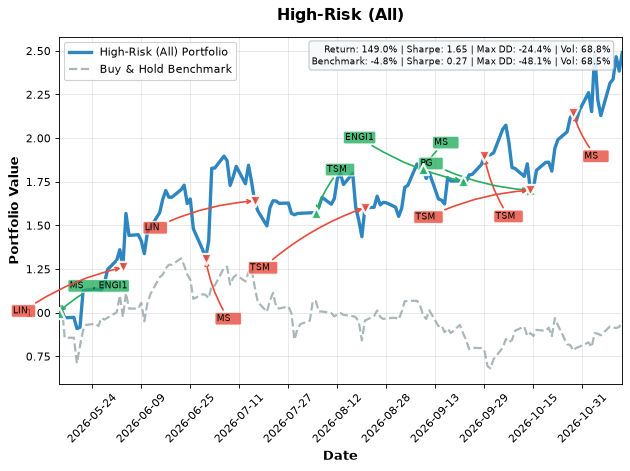 High-Risk (All)
High-Risk (All) Portfolio
Buy & Hold Benchmark
Return: 149.0% | Sharpe: 1.65 | Max DD: -24.4% | Vol: 68.8%
Benchmark: -4.8% | Sharpe: 0.27 | Max DD: -48.1% | Vol: 68.5%
Portfolio Value
2.50
2.25
2.00
1.75
1.50
1.25
.00
0.75
ENGI1
MS
PG
TSM
MS
LIN
TSM
TSM
TSM
MS
ENGI1
LIN
MS
2026-05-24
2026-06-09
2026-06-25
2026-07-11
2026-07-27
2026-08-12
2026-08-28
2026-09-13
2026-09-29
2026-10-15
2026-10-31
Date